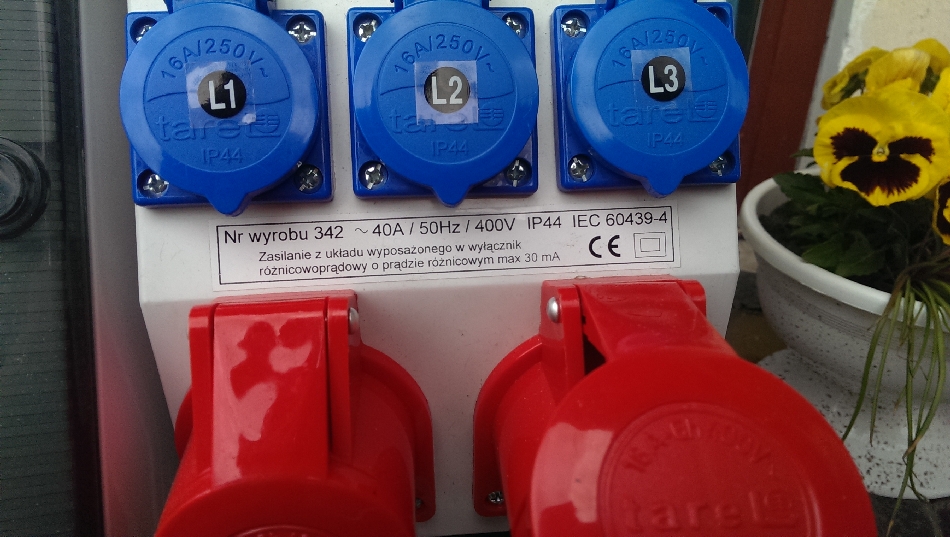 16A/250V~
L1
tarel
IP44
16A/250V~
L2
tarel
IP44
16A/250V~
L3
tarel
IP44
Nr wyrobu 342 ~ 40A / 50Hz / 400V IP44 IEC 60439-4
Zasilanie z układu wyposażonego w wyłącznik
różnicowoprądowy o prądzie różnicowym max 30 mA
CE
tarel